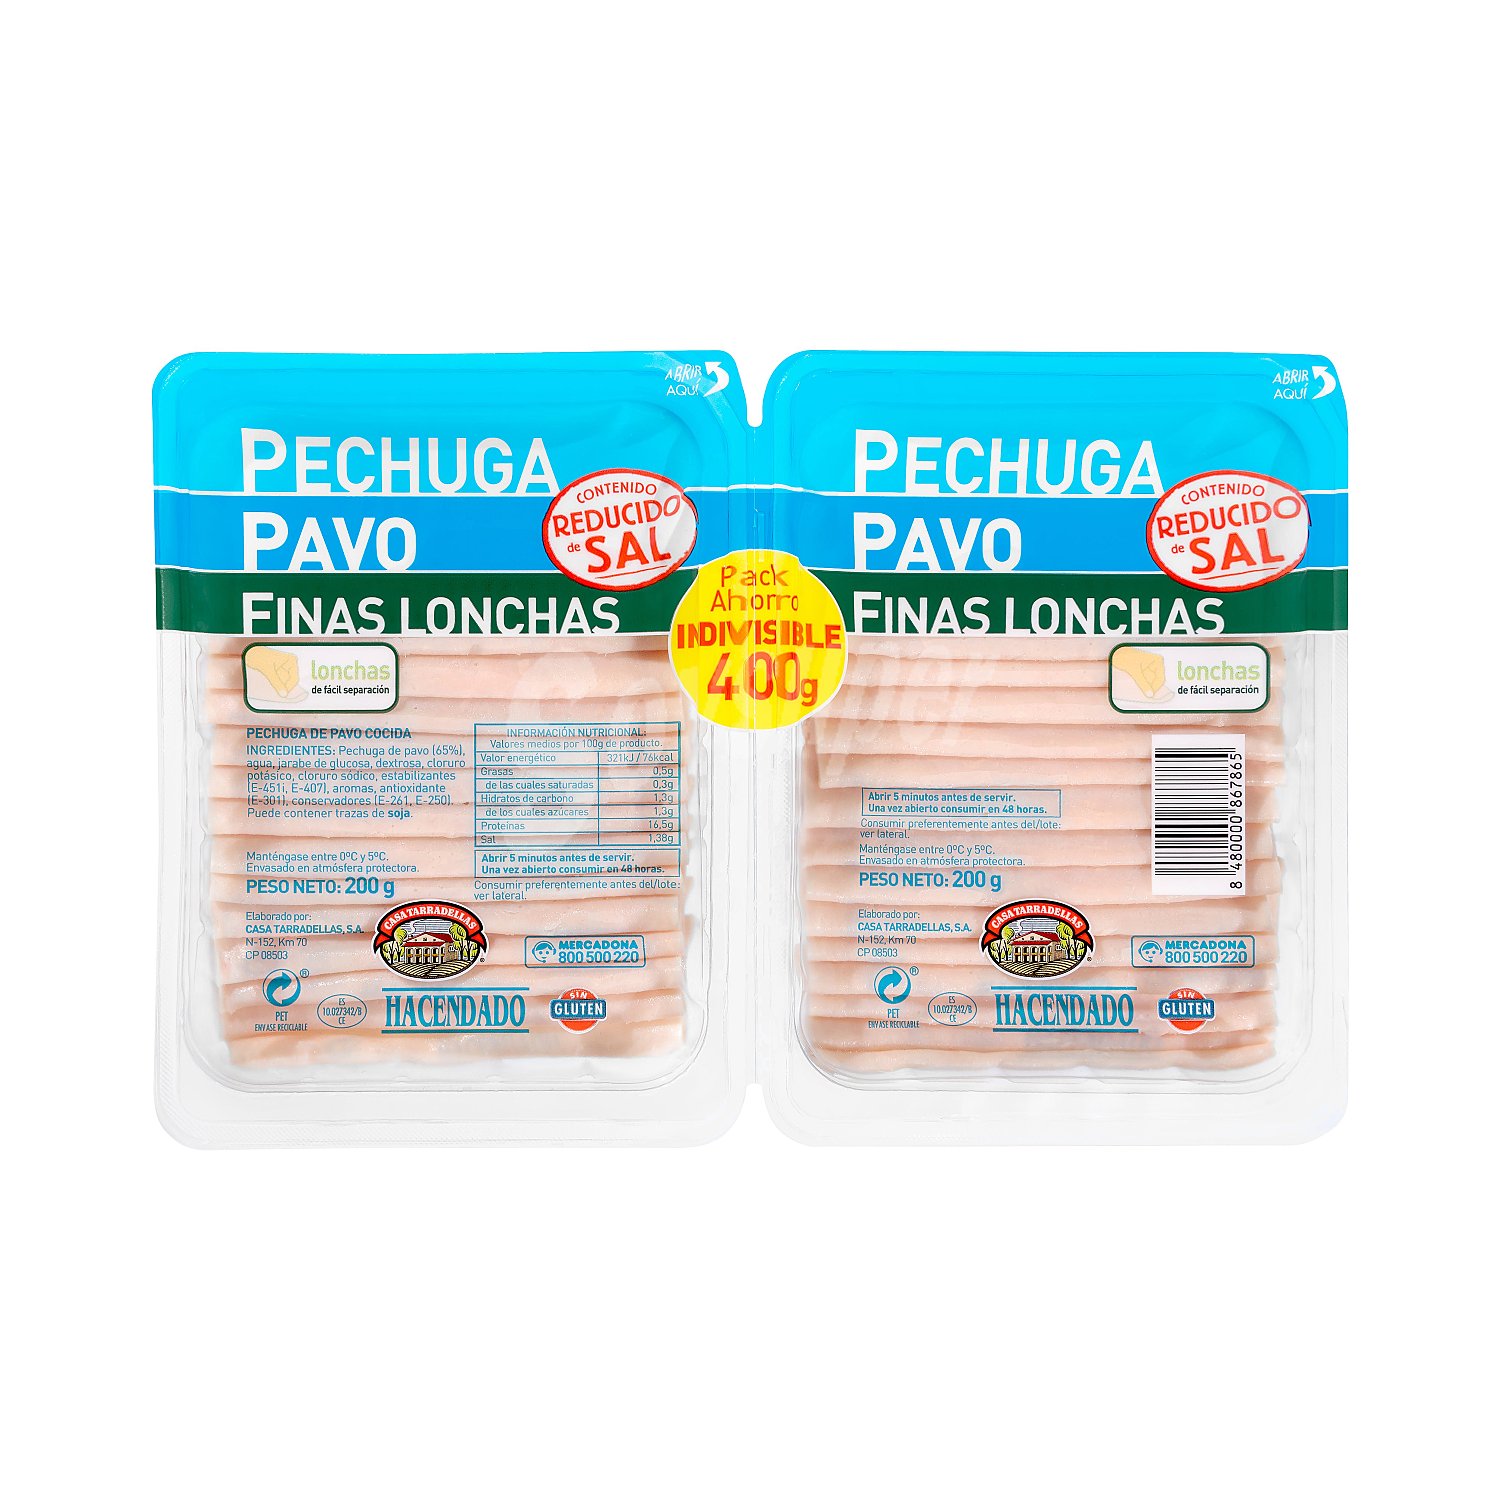 ABRIR
AQUÍ
PECHUGA
PAVO
FINAS LONCHAS
CONTENIDO
REDUCIDO
de SAL
lonchas
de fácil separación
PECHUGA DE PAVO COCIDA
INGREDIENTES: Pechuga de pavo (65%),
agua, jarabe de glucosa, dextrosa, cloruro
potásico, cloruro sódico, estabilizantes
(E-451i, E-407), aromas, antioxidante
(E-301), conservadores (E-261, E-250).
Puede contener trazas de soja.
INFORMACIÓN NUTRICIONAL:
Valores medios por 100g de producto.
Valor energético 321kJ / 76kcal
Grasas 0,5g
de las cuales saturadas 0,3g
Hidratos de carbono 1,3g
de los cuales azúcares 1,3g
Proteínas 16,5g
Sal 1,38g
Abrir 5 minutos antes de servir.
Una vez abierto consumir en 48 horas.
Consumir preferentemente antes del/lote:
ver lateral.
Manténgase entre 0ºC y 5ºC.
Envasado en atmósfera protectora.
PESO NETO: 200 g
Elaborado por:
CASA TARRADELLAS, S.A.
N-152, Km 70
CP 08503
CASA TARRADELLAS
®
MERCADONA
800 500 220
®
PET
ENVASE RECICLABLE
ES
10.027342/B
CE
HACENDADO
SIN
GLUTEN
Pack
Ahorro
INDIVISIBLE
400g
ABRIR
AQUÍ
PECHUGA
PAVO
FINAS LONCHAS
CONTENIDO
REDUCIDO
de SAL
lonchas
de fácil separación
Abrir 5 minutos antes de servir.
Una vez abierto consumir en 48 horas.
Consumir preferentemente antes del/lote:
ver lateral.
Manténgase entre 0ºC y 5ºC.
Envasado en atmósfera protectora.
PESO NETO: 200 g
8 480000 867865
Elaborado por:
CASA TARRADELLAS, S.A.
N-152, Km 70
CP 08503
CASA TARRADELLAS
®
MERCADONA
800 500 220
®
PET
ENVASE RECICLABLE
ES
10.027342/B
CE
HACENDADO
SIN
GLUTEN